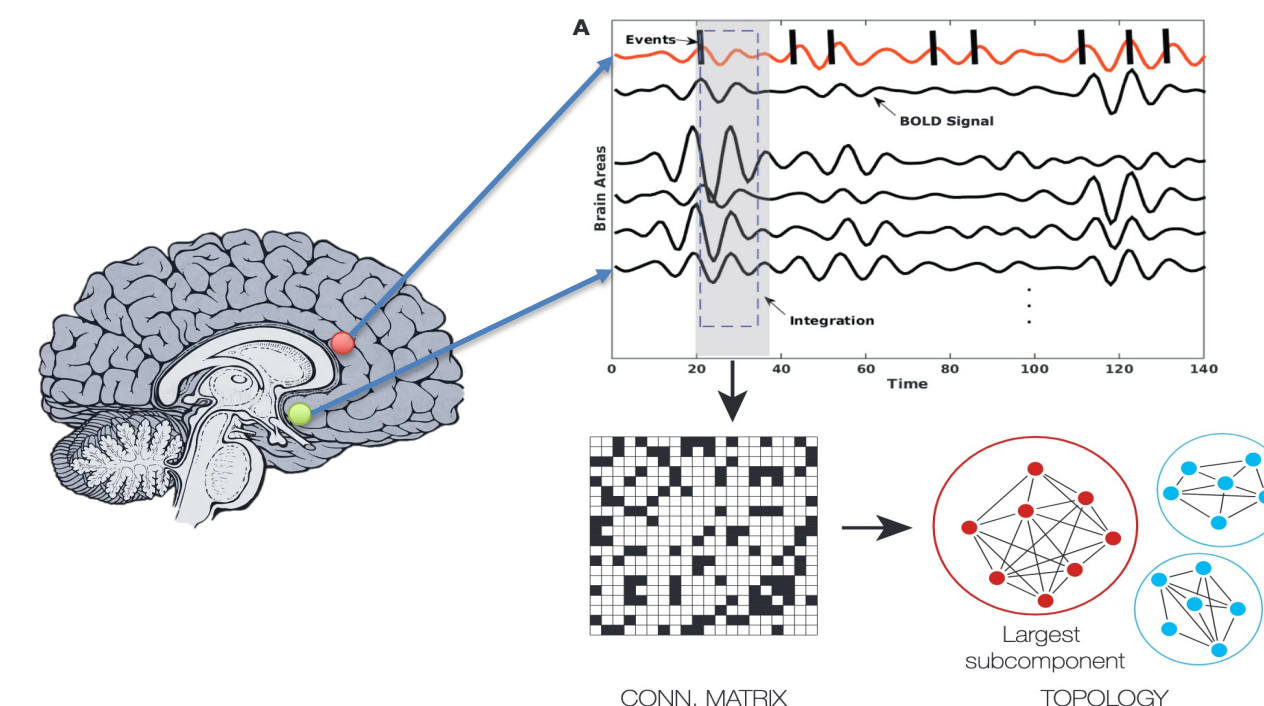 A
Events
BOLD Signal
Brain Areas
Integration
0 20 40 60 80 100 120 140
Time
Largest
subcomponent
CONN. MATRIX
TOPOLOGY